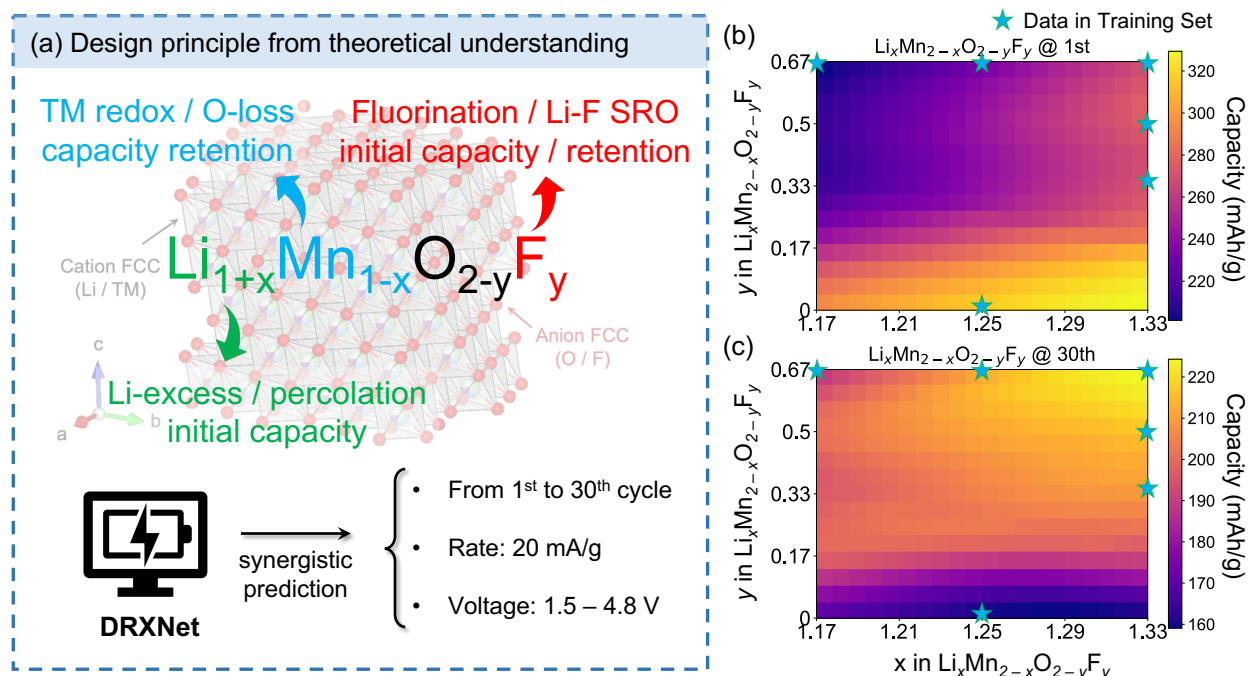 (a) Design principle from theoretical understanding
TM redox / O-loss
capacity retention
Fluorination / Li-F SRO
initial capacity / retention
Li1+xMn1-xO2-yFy
Cation FCC
(Li / TM)
Anion FCC
(O / F)
Li-excess / percolation
initial capacity
c
b
a
DRXNet
synergistic
prediction
• From 1st to 30th cycle
• Rate: 20 mA/g
• Voltage: 1.5 – 4.8 V
Data in Training Set
(b)
LixMn2−xO2−yFy @ 1st
y in LixMn2−xO2−yFy
0.67
0.5
0.33
0.17
0
1.17
1.21
1.25
1.29
1.33
320
300
280
260
240
220
Capacity (mAh/g)
(c)
LixMn2−xO2−yFy @ 30th
y in LixMn2−xO2−yFy
0.67
0.5
0.33
0.17
0
1.17
1.21
1.25
1.29
1.33
x in LixMn2−xO2−yFy
220
210
200
190
180
170
160
Capacity (mAh/g)